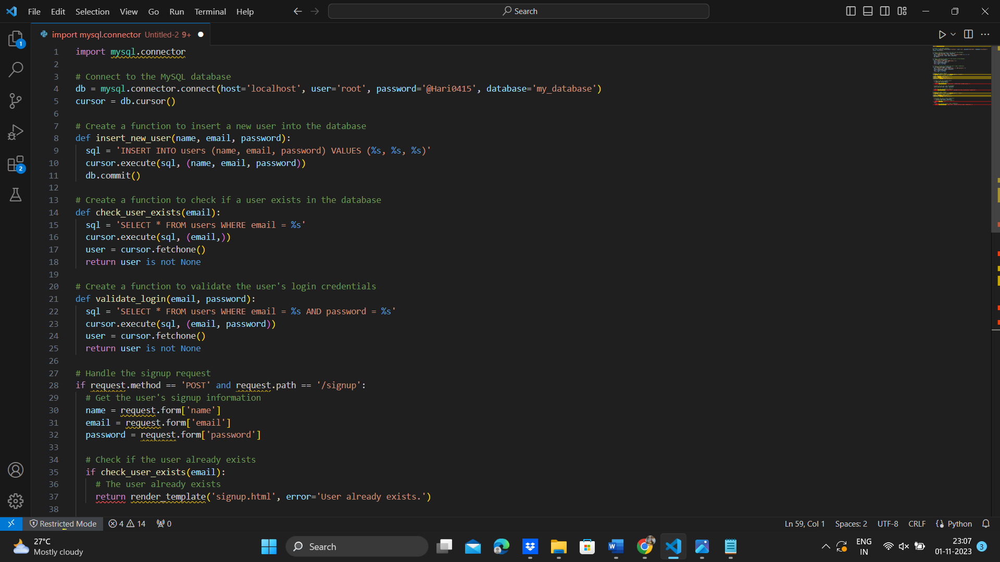 File Edit Selection View Go Run Terminal Help
Search
import mysql.connector Untitled-2 9+
1 import mysql.connector
2
3 # Connect to the MySQL database
4 db = mysql.connector.connect(host='localhost', user='root', password='@Hari0415', database='my_database')
5 cursor = db.cursor()
6
7 # Create a function to insert a new user into the database
8 def insert_new_user(name, email, password):
9 sql = 'INSERT INTO users (name, email, password) VALUES (%s, %s, %s)'
10 cursor.execute(sql, (name, email, password))
11 db.commit()
12
13 # Create a function to check if a user exists in the database
14 def check_user_exists(email):
15 sql = 'SELECT * FROM users WHERE email = %s'
16 cursor.execute(sql, (email,))
17 user = cursor.fetchone()
18 return user is not None
19
20 # Create a function to validate the user's login credentials
21 def validate_login(email, password):
22 sql = 'SELECT * FROM users WHERE email = %s AND password = %s'
23 cursor.execute(sql, (email, password))
24 user = cursor.fetchone()
25 return user is not None
26
27 # Handle the signup request
28 if request.method == 'POST' and request.path == '/signup':
29 # Get the user's signup information
30 name = request.form['name']
31 email = request.form['email']
32 password = request.form['password']
33
34 # Check if the user already exists
35 if check_user_exists(email):
36 # The user already exists
37 return render_template('signup.html', error='User already exists.')
38
1
2
Restricted Mode 4 14 0
Ln 59, Col 1 Spaces: 2 UTF-8 CRLF Python
27°C
Mostly cloudy
Search
ENG
IN
23:07
01-11-2023
3